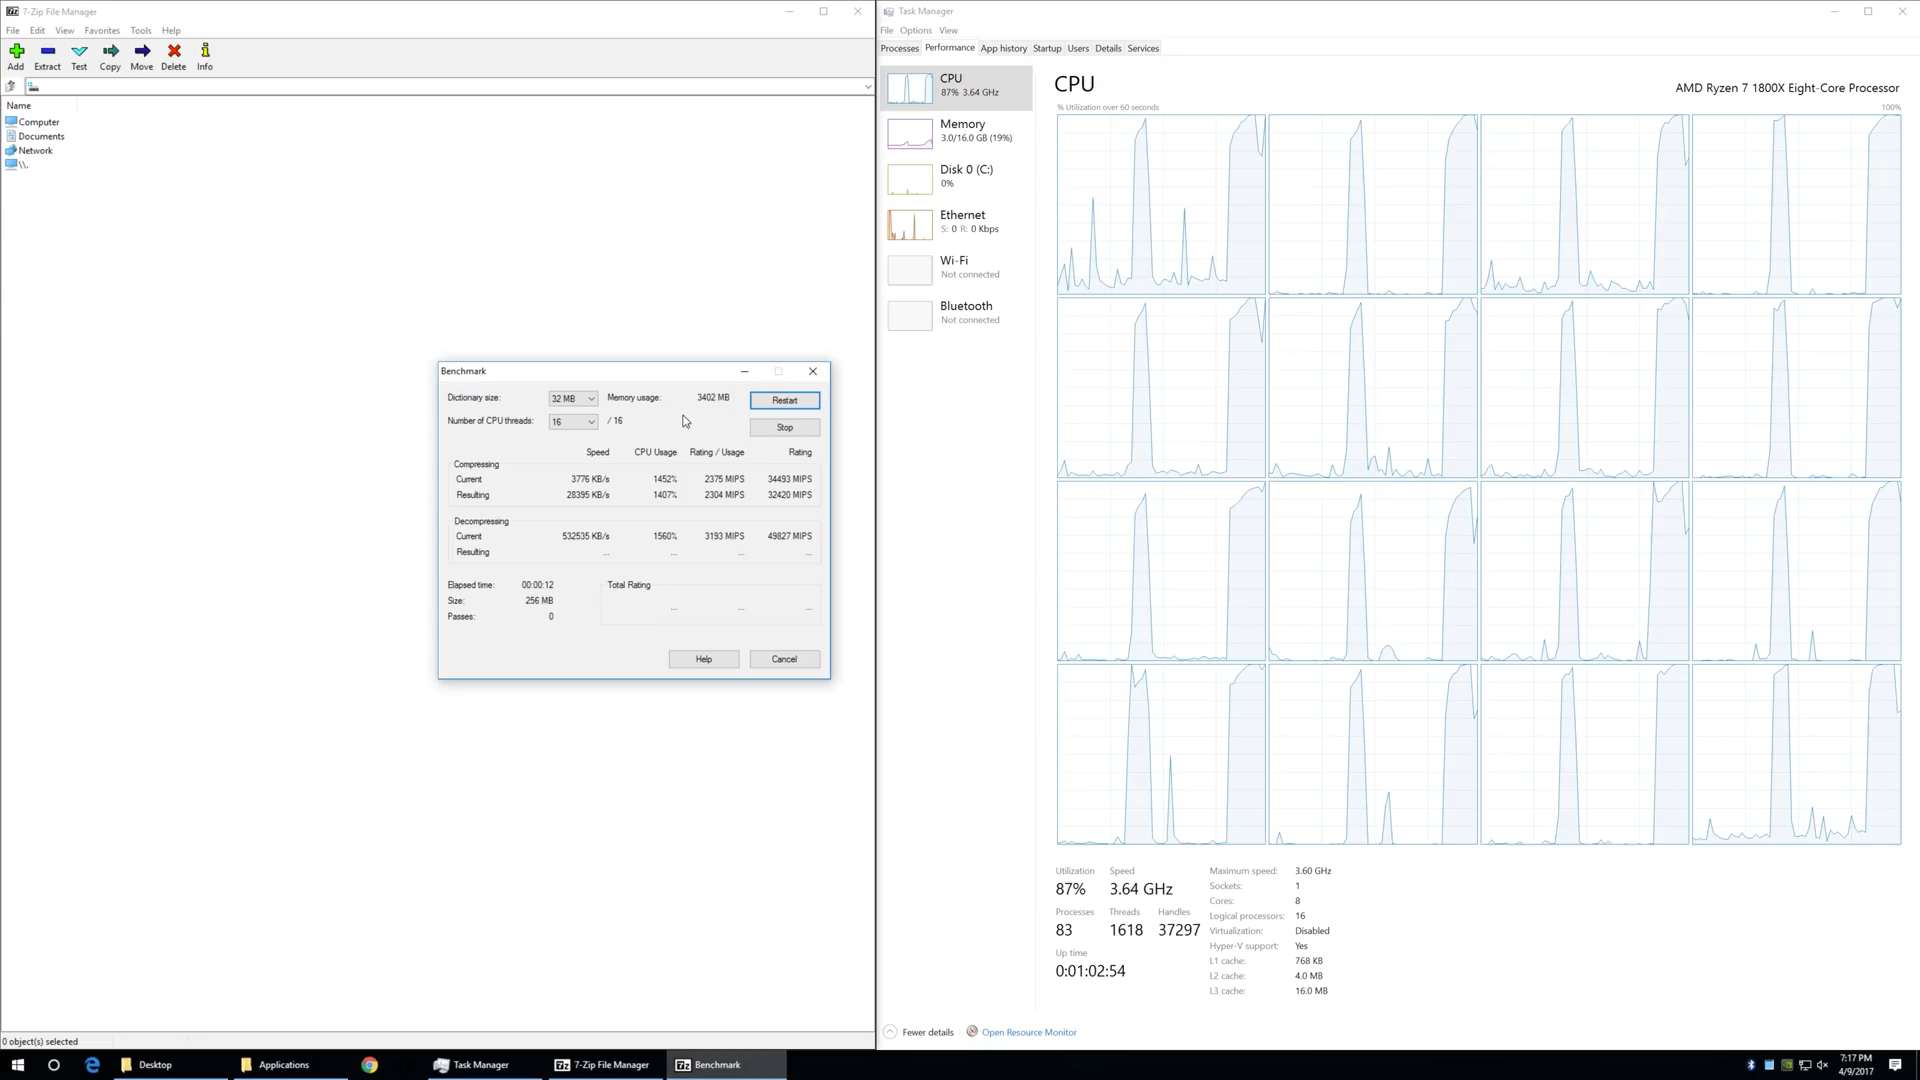 7-Zip File Manager
File Edit View Favorites Tools Help
Add Extract Test Copy Move Delete Info
Name
Computer
Documents
Network
\\.
Benchmark
Dictionary size: 32 MB Memory usage: 3402 MB Restart
Number of CPU threads: 16 / 16 Stop
Speed CPU Usage Rating / Usage Rating
Compressing
Current 3776 KB/s 1452% 2375 MIPS 34493 MIPS
Resulting 28395 KB/s 1407% 2304 MIPS 32420 MIPS
Decompressing
Current 532535 KB/s 1560% 3193 MIPS 49827 MIPS
Resulting ... ... ... ...
Elapsed time: 00:00:12 Total Rating
Size: 256 MB ... ... ...
Passes: 0
Help Cancel
0 object(s) selected
Task Manager
File Options View
Processes Performance App history Startup Users Details Services
CPU
87% 3.64 GHz
Memory
3.0/16.0 GB (19%)
Disk 0 (C:)
0%
Ethernet
S: 0 R: 0 Kbps
Wi-Fi
Not connected
Bluetooth
Not connected
CPU AMD Ryzen 7 1800X Eight-Core Processor
% Utilization over 60 seconds 100%
Utilization Speed
87% 3.64 GHz
Processes Threads Handles
83 1618 37297
Up time
0:01:02:54
Maximum speed: 3.60 GHz
Sockets: 1
Cores: 8
Logical processors: 16
Virtualization: Disabled
Hyper-V support: Yes
L1 cache: 768 KB
L2 cache: 4.0 MB
L3 cache: 16.0 MB
Fewer details Open Resource Monitor
Desktop Applications Task Manager 7-Zip File Manager Benchmark
7:17 PM
4/9/2017